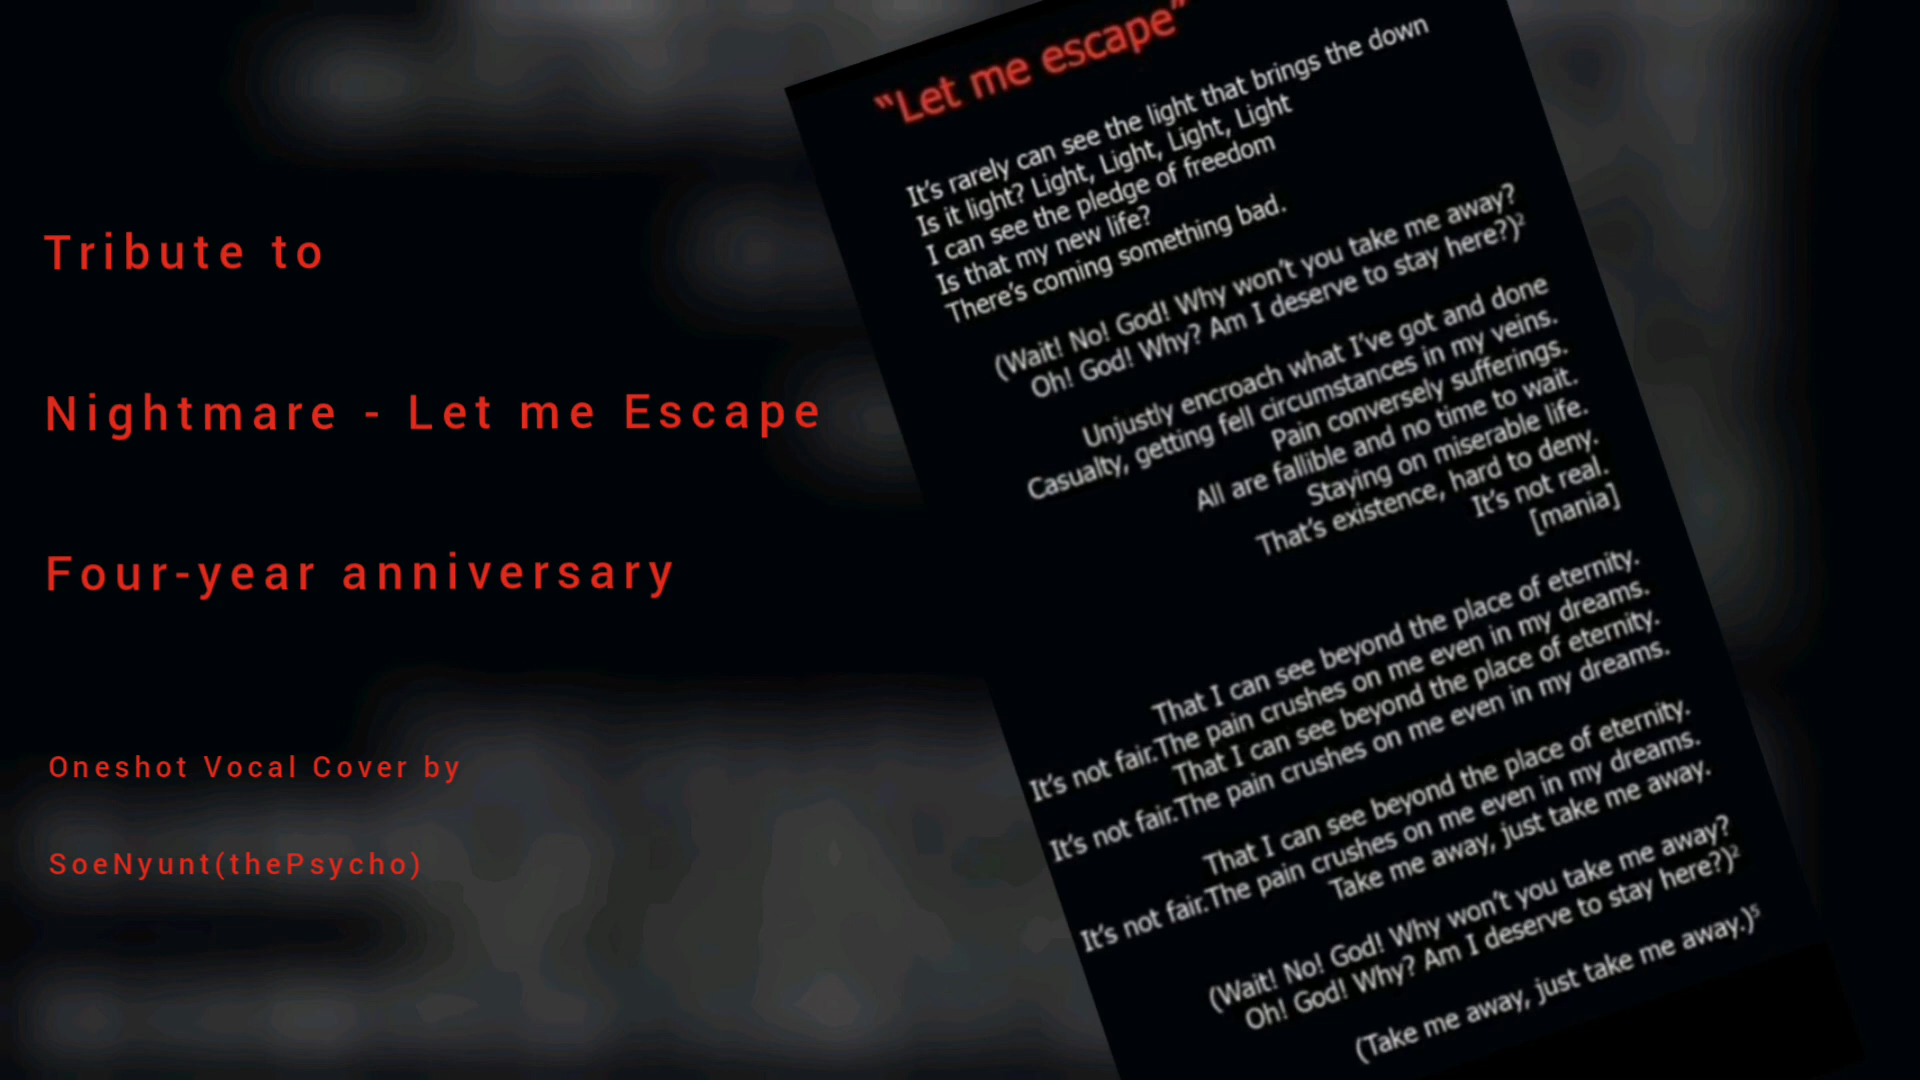 Tribute to
Nightmare - Let me Escape
Four-year anniversary
Oneshot Vocal Cover by
SoeNyunt(thePsycho)
“Let me escape”
It’s rarely can see the light that brings the down
Is it light? Light, Light, Light, Light
I can see the pledge of freedom
Is that my new life?
There’s coming something bad.
(Wait! No! God! Why won’t you take me away?
Oh! God! Why? Am I deserve to stay here?)²
Unjustly encroach what I’ve got and done
Casualty, getting fell circumstances in my veins.
Pain conversely sufferings.
All are fallible and no time to wait.
Staying on miserable life.
That’s existence, hard to deny.
It’s not real.
[mania]
That I can see beyond the place of eternity.
It’s not fair.The pain crushes on me even in my dreams.
That I can see beyond the place of eternity.
It’s not fair.The pain crushes on me even in my dreams.
That I can see beyond the place of eternity.
It’s not fair.The pain crushes on me even in my dreams.
Take me away, just take me away.
(Wait! No! God! Why won’t you take me away?
Oh! God! Why? Am I deserve to stay here?)²
(Take me away, just take me away.)⁵